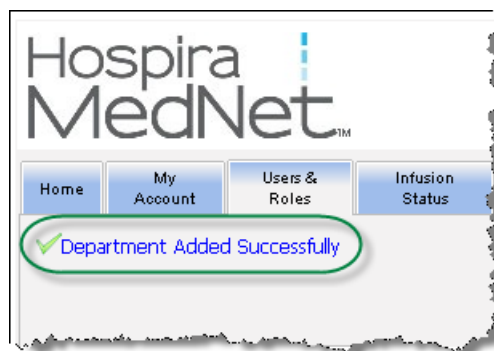 Hospira
MedNet™
Home
My
Account
Users &
Roles
Infusion
Status
Department Added Successfully